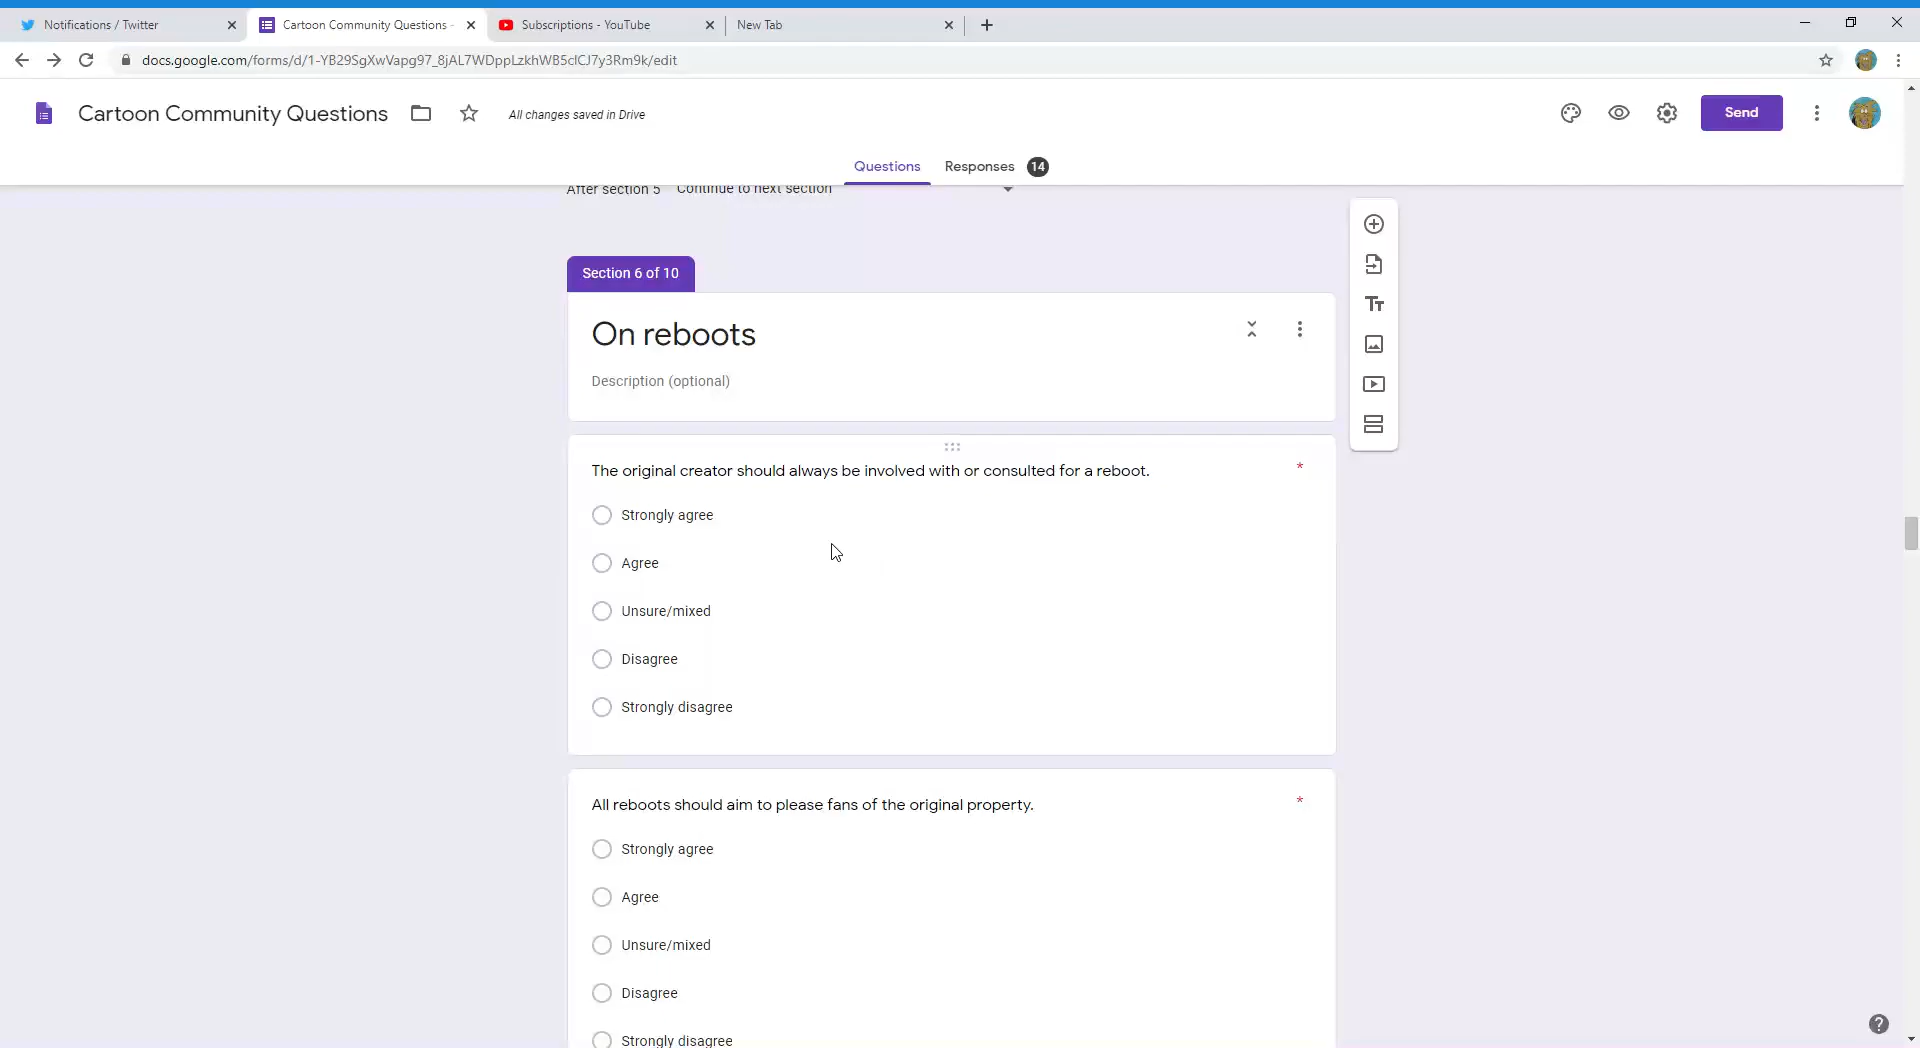 Notifications / Twitter
Cartoon Community Questions -
Subscriptions - YouTube
New Tab
docs.google.com/forms/d/1-YB29SgXwVapg97_8jAL7WDppLzkhWB5clCJ7y3Rm9k/edit
Cartoon Community Questions
All changes saved in Drive
Send
Questions
Responses 14
After section 5 Continue to next section
Section 6 of 10
On reboots
Description (optional)
Tт
The original creator should always be involved with or consulted for a reboot. *
Strongly agree
Agree
Unsure/mixed
Disagree
Strongly disagree
All reboots should aim to please fans of the original property. *
Strongly agree
Agree
Unsure/mixed
Disagree
Strongly disagree